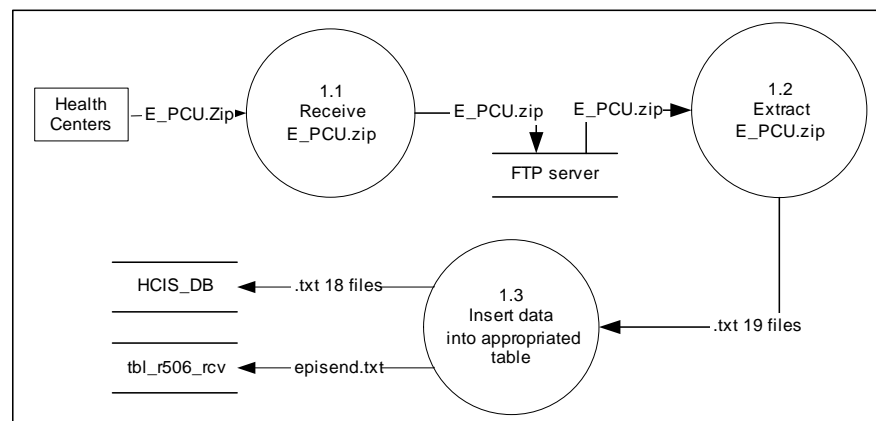 Health
Centers
E_PCU.Zip
1.1
Receive
E_PCU.zip
E_PCU.zip
FTP server
E_PCU.zip
1.2
Extract
E_PCU.zip
.txt 19 files
1.3
Insert data
into appropriated
table
.txt 18 files
HCIS_DB
episend.txt
tbl_r506_rcv